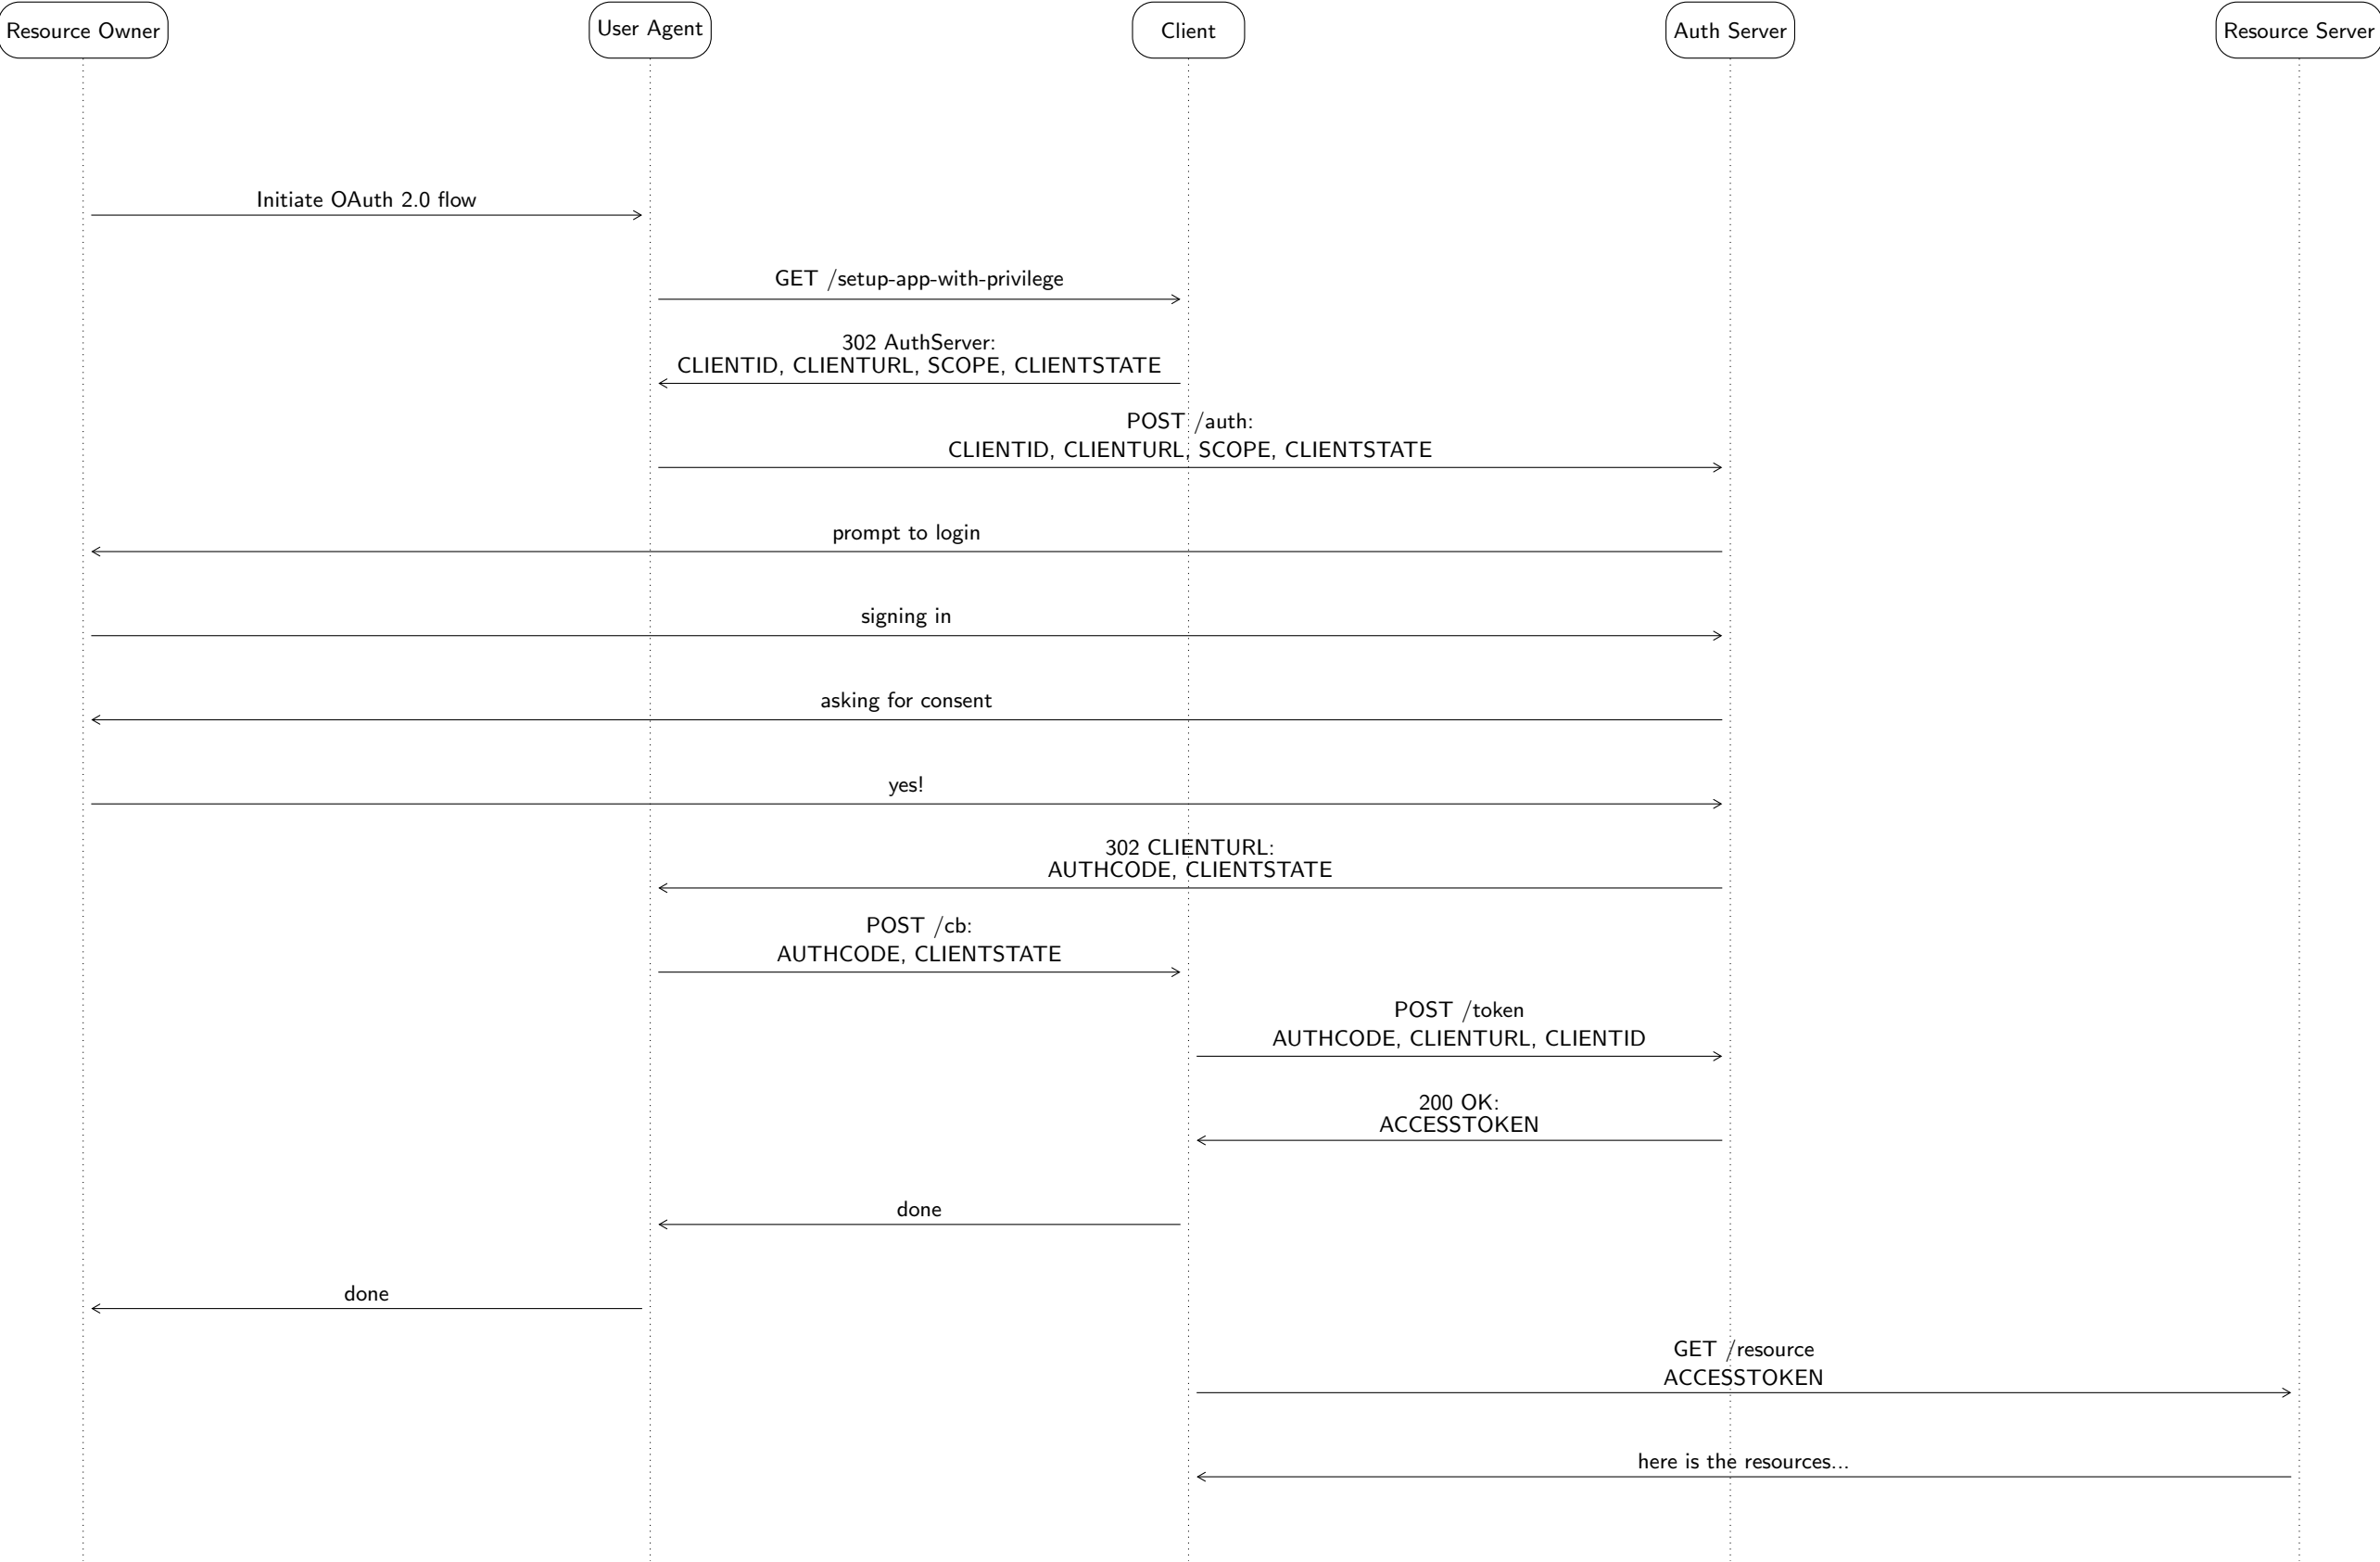 Resource Owner
User Agent
Client
Auth Server
Resource Server
Initiate OAuth 2.0 flow
GET /setup-app-with-privilege
302 AuthServer:
CLIENTID, CLIENTURL, SCOPE, CLIENTSTATE
POST /auth:
CLIENTID, CLIENTURL, SCOPE, CLIENTSTATE
prompt to login
signing in
asking for consent
yes!
302 CLIENTURL:
AUTHCODE, CLIENTSTATE
POST /cb:
AUTHCODE, CLIENTSTATE
POST /token
AUTHCODE, CLIENTURL, CLIENTID
200 OK:
ACCESSTOKEN
done
done
GET /resource
ACCESSTOKEN
here is the resources...